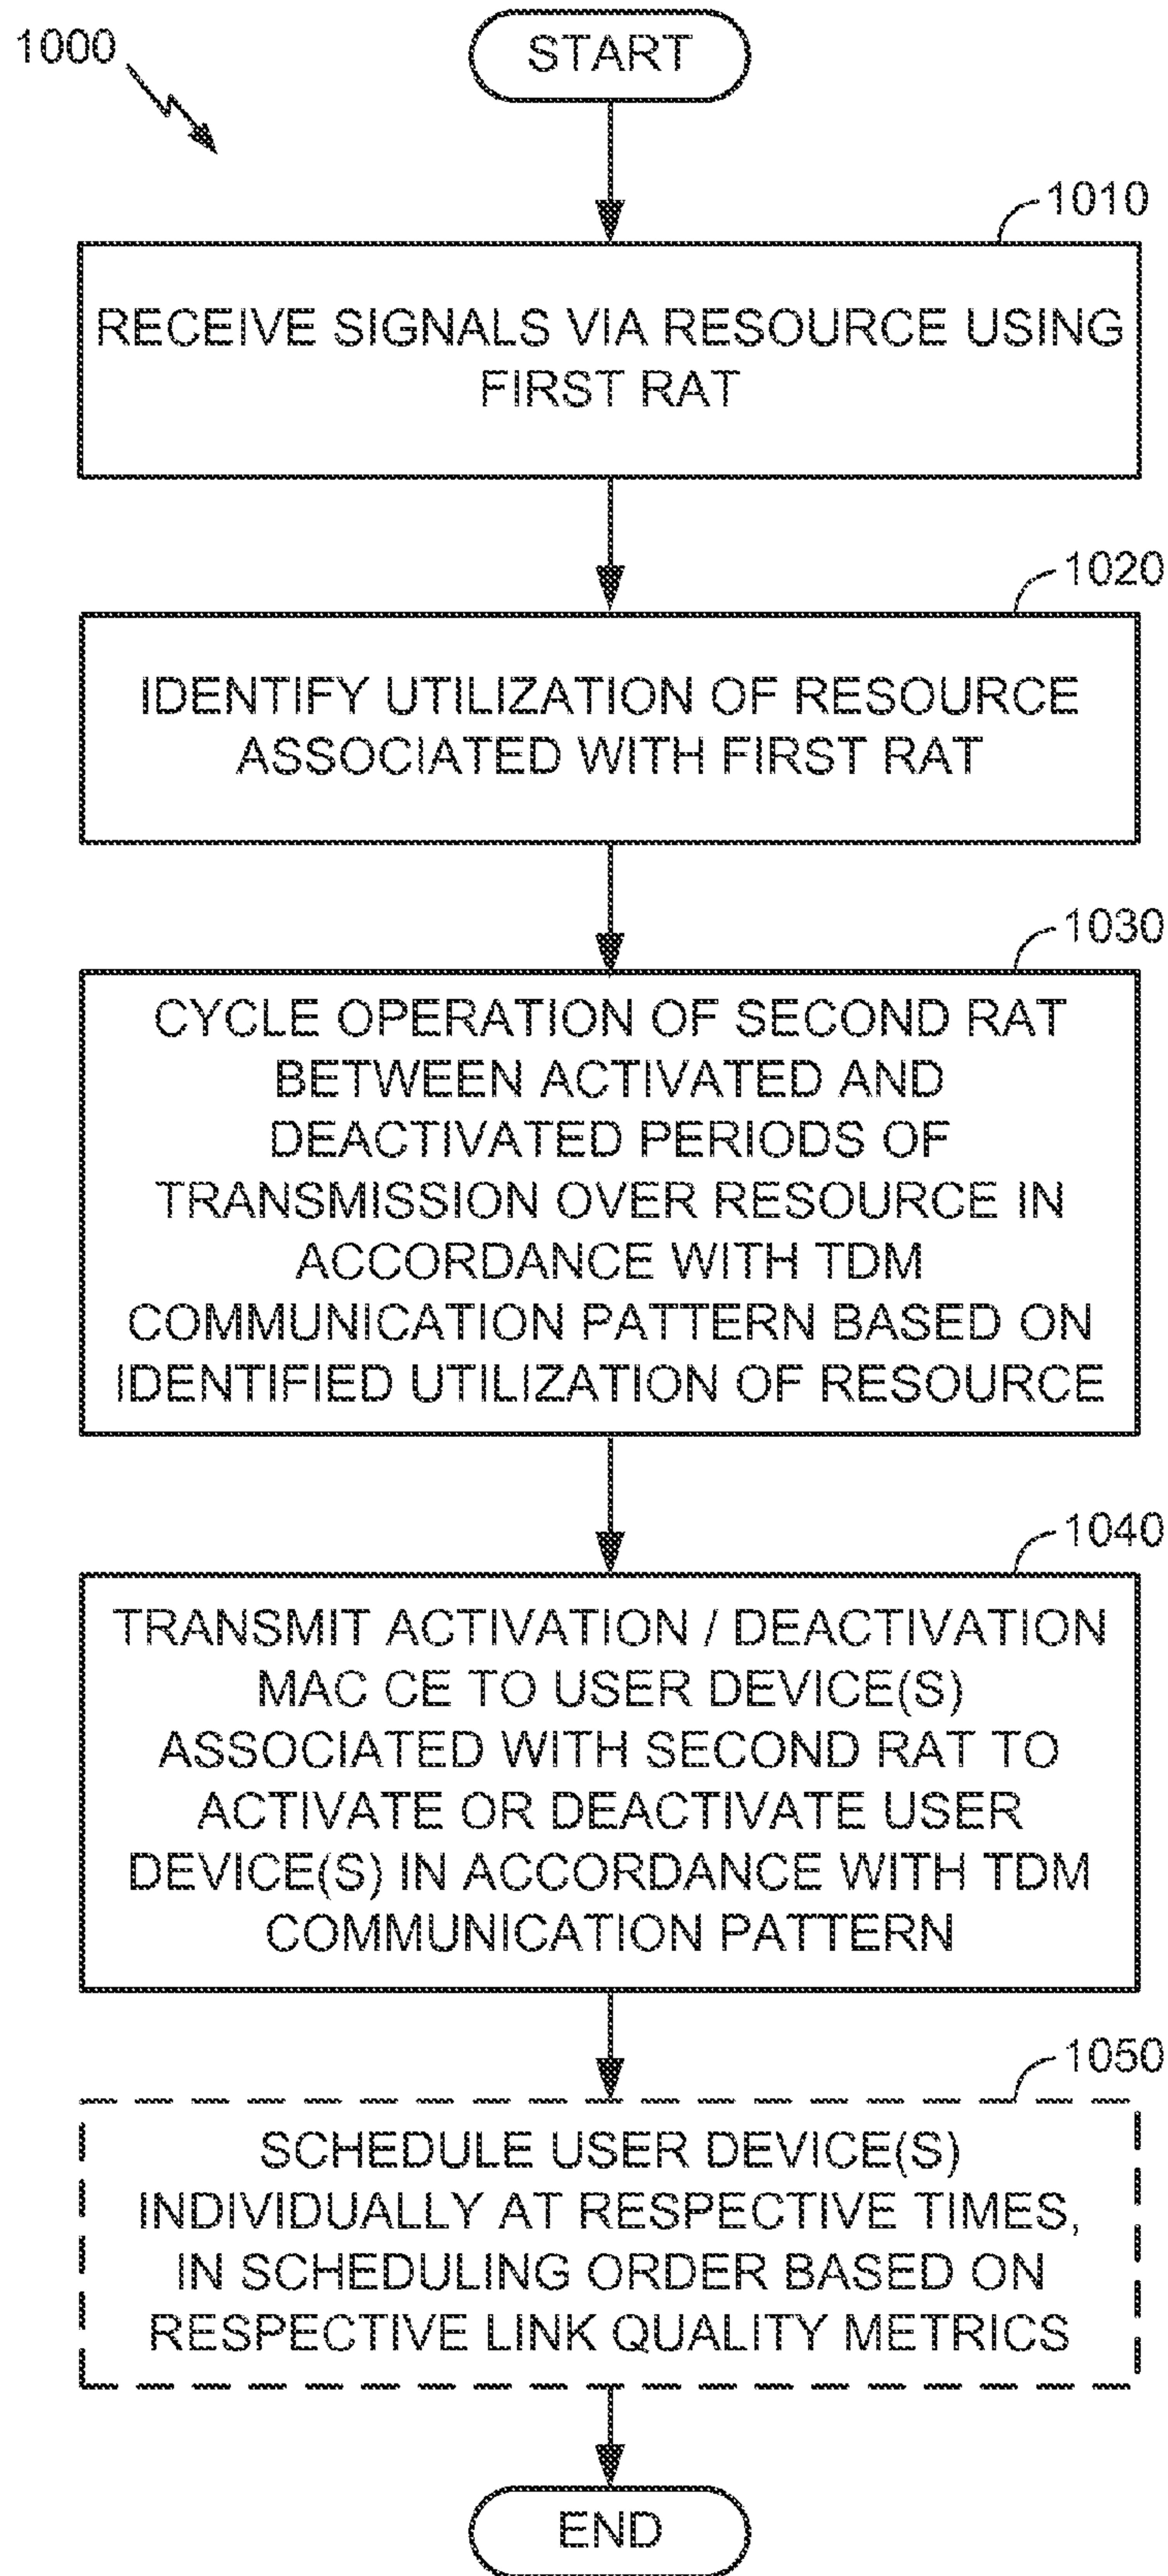 1000
START
1010
RECEIVE SIGNALS VIA RESOURCE USING
FIRST RAT
1020
IDENTIFY UTILIZATION OF RESOURCE
ASSOCIATED WITH FIRST RAT
1030
CYCLE OPERATION OF SECOND RAT
BETWEEN ACTIVATED AND
DEACTIVATED PERIODS OF
TRANSMISSION OVER RESOURCE IN
ACCORDANCE WITH TDM
COMMUNICATION PATTERN BASED ON
IDENTIFIED UTILIZATION OF RESOURCE
1040
TRANSMIT ACTIVATION / DEACTIVATION
MAC CE TO USER DEVICE(S)
ASSOCIATED WITH SECOND RAT TO
ACTIVATE OR DEACTIVATE USER
DEVICE(S) IN ACCORDANCE WITH TDM
COMMUNICATION PATTERN
1050
SCHEDULE USER DEVICE(S)
INDIVIDUALLY AT RESPECTIVE TIMES,
IN SCHEDULING ORDER BASED ON
RESPECTIVE LINK QUALITY METRICS
END